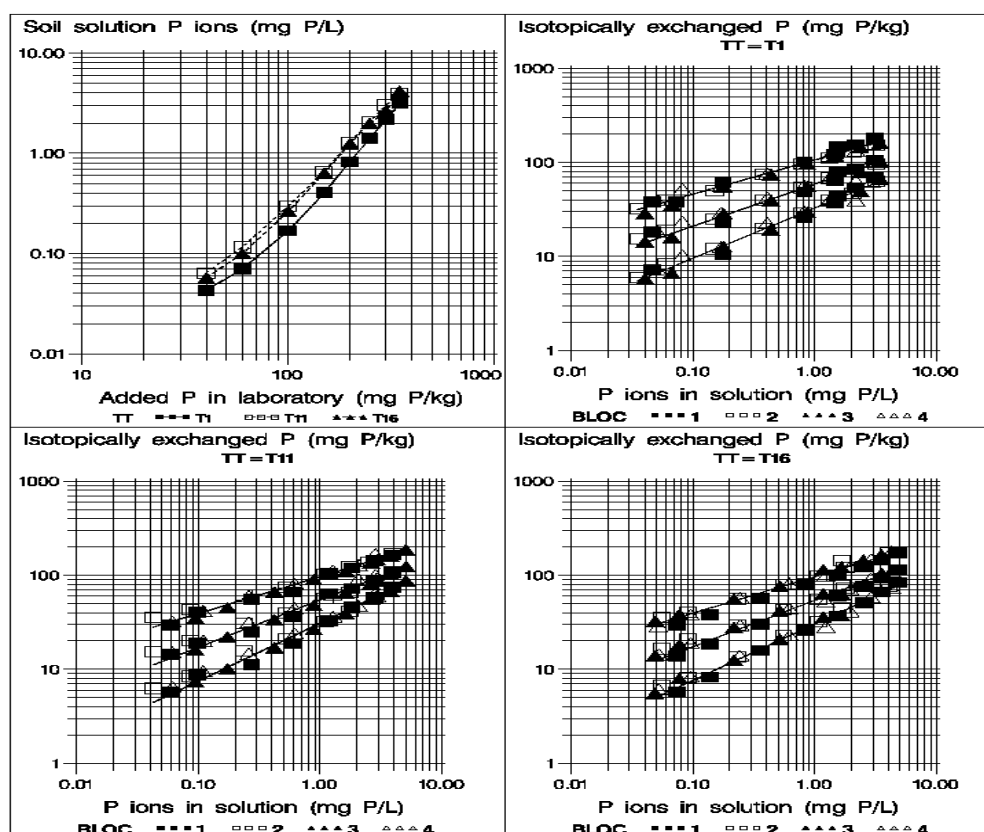 Soil solution P ions (mg P/L)
10.00
1.00
0.10
0.01
10
100
1000
Added P in laboratory (mg P/kg)
TT T1 T11 T16
Isotopically exchanged P (mg P/kg)
TT=T1
1000
100
10
1
0.01
0.10
1.00
10.00
P ions in solution (mg P/L)
BLOC 1 2 3 4
Isotopically exchanged P (mg P/kg)
TT=T11
1000
100
10
1
0.01
0.10
1.00
10.00
P ions in solution (mg P/L)
BLOC 1 2 3 4
Isotopically exchanged P (mg P/kg)
TT=T16
1000
100
10
1
0.01
0.10
1.00
10.00
P ions in solution (mg P/L)
BLOC 1 2 3 4